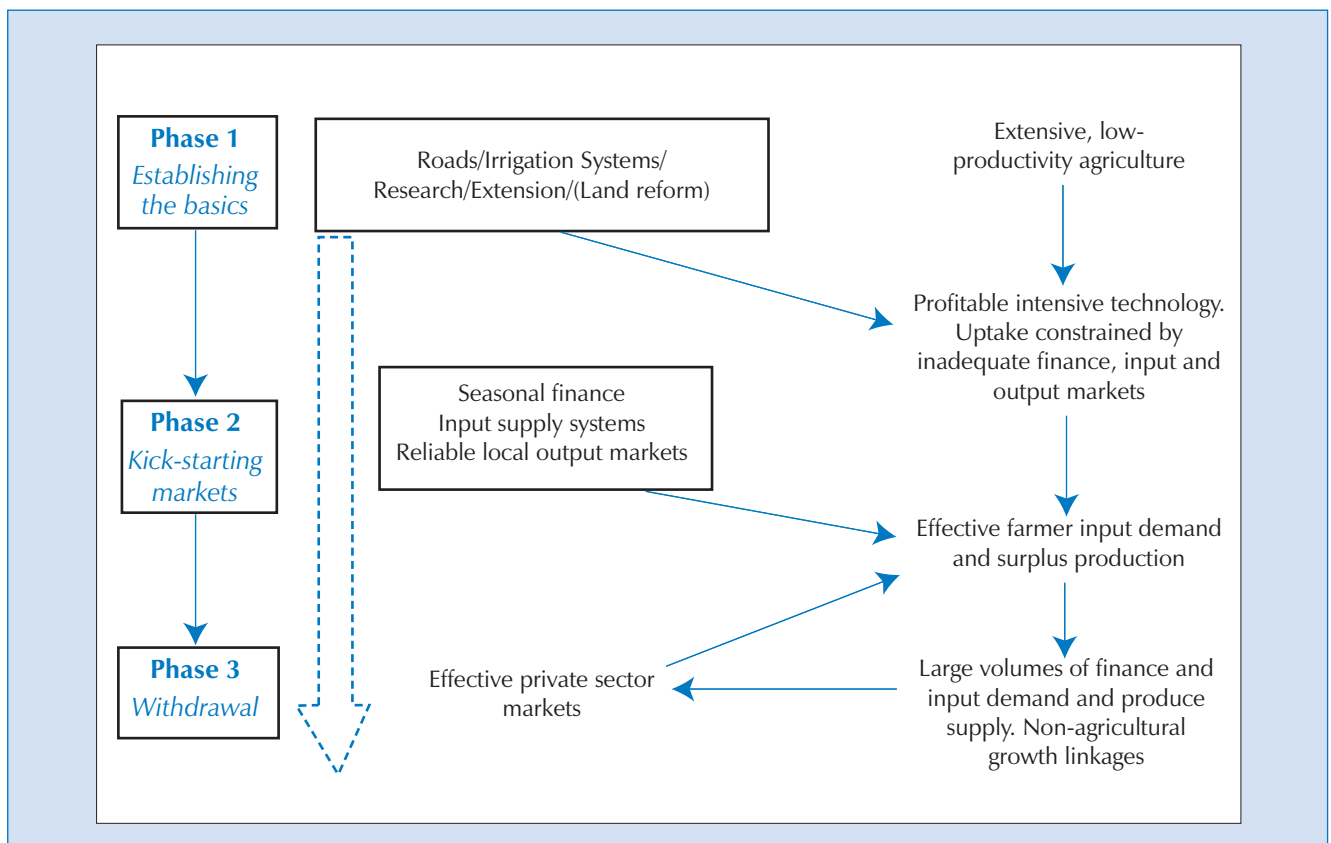 Phase 1
Establishing
the basics
Roads/Irrigation Systems/
Research/Extension/(Land reform)
Extensive, low-
productivity agriculture
Profitable intensive technology.
Uptake constrained by
inadequate finance, input and
output markets
Phase 2
Kick-starting
markets
Seasonal finance
Input supply systems
Reliable local output markets
Effective farmer input demand
and surplus production
Phase 3
Withdrawal
Effective private sector
markets
Large volumes of finance and
input demand and produce
supply. Non-agricultural
growth linkages